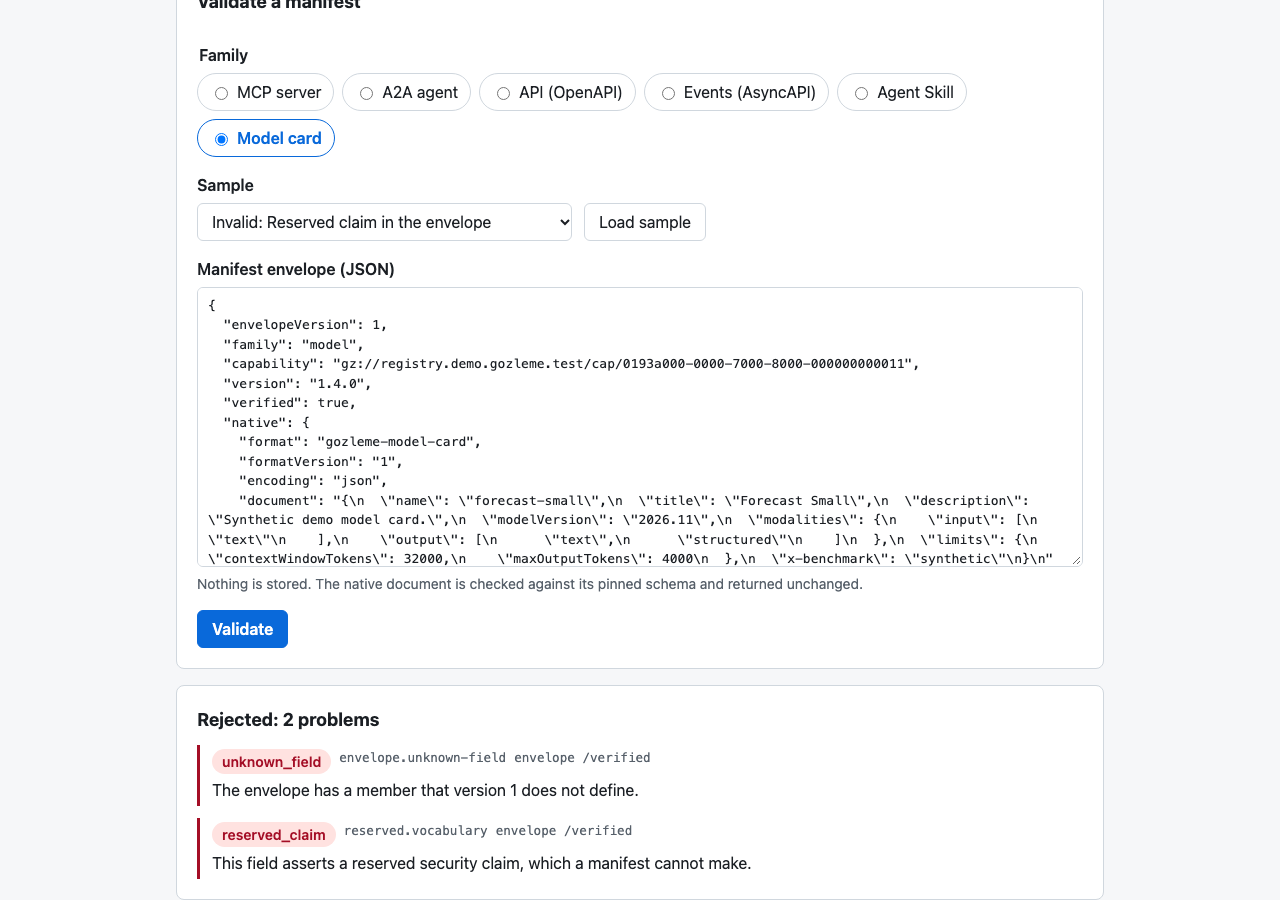 Validate a manifest
Family
MCP server
A2A agent
API (OpenAPI)
Events (AsyncAPI)
Agent Skill
Model card
Sample
Invalid: Reserved claim in the envelope
Load sample
Manifest envelope (JSON)
{
  "envelopeVersion": 1,
  "family": "model",
  "capability": "gz://registry.demo.gozleme.test/cap/0193a000-0000-7000-8000-000000000011",
  "version": "1.4.0",
  "verified": true,
  "native": {
    "format": "gozleme-model-card",
    "formatVersion": "1",
    "encoding": "json",
    "document": "{\n  \"name\": \"forecast-small\",\n  \"title\": \"Forecast Small\",\n  \"description\":
\"Synthetic demo model card.\",\n  \"modelVersion\": \"2026.11\",\n  \"modalities\": {\n    \"input\": [\n
\"text\"\n    ],\n    \"output\": [\n      \"text\",\n      \"structured\"\n    ]\n  },\n  \"limits\": {\n
\"contextWindowTokens\": 32000,\n    \"maxOutputTokens\": 4000\n  },\n  \"x-benchmark\": \"synthetic\"\n}\n"
Nothing is stored. The native document is checked against its pinned schema and returned unchanged.
Validate
Rejected: 2 problems
unknown_field envelope.unknown-field envelope /verified
The envelope has a member that version 1 does not define.
reserved_claim reserved.vocabulary envelope /verified
This field asserts a reserved security claim, which a manifest cannot make.